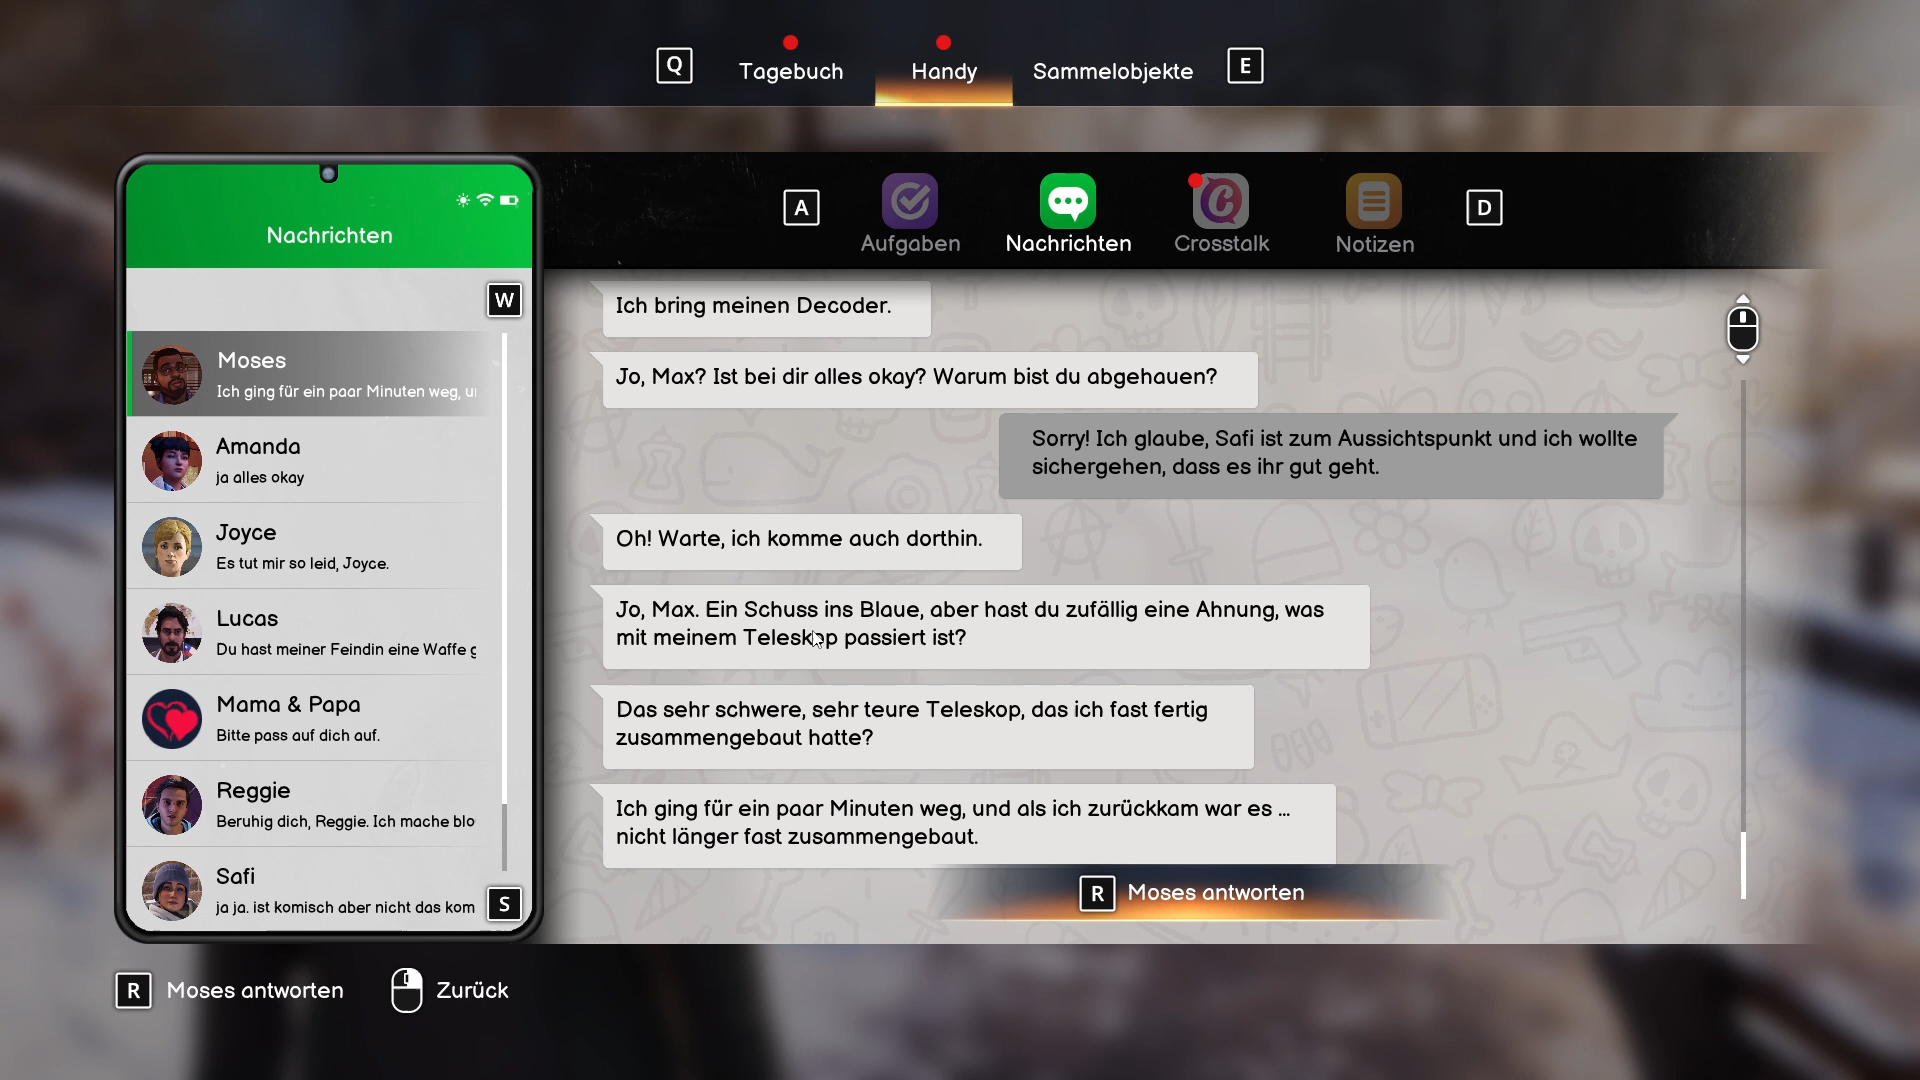 Q
Tagebuch
Handy
Sammelobjekte
E
Nachrichten
A
Aufgaben
Nachrichten
Crosstalk
Notizen
D
W
Moses
Ich ging für ein paar Minuten weg, u
Amanda
ja alles okay
Joyce
Es tut mir so leid, Joyce.
Lucas
Du hast meiner Feindin eine Waffe g
Mama & Papa
Bitte pass auf dich auf.
Reggie
Beruhig dich, Reggie. Ich mache blo
Safi
ja ja. ist komisch aber nicht das kom
S
Ich bring meinen Decoder.
Jo, Max? Ist bei dir alles okay? Warum bist du abgehauen?
Sorry! Ich glaube, Safi ist zum Aussichtspunkt und ich wollte
sichergehen, dass es ihr gut geht.
Oh! Warte, ich komme auch dorthin.
Jo, Max. Ein Schuss ins Blaue, aber hast du zufällig eine Ahnung, was
mit meinem Teleskop passiert ist?
Das sehr schwere, sehr teure Teleskop, das ich fast fertig
zusammengebaut hatte?
Ich ging für ein paar Minuten weg, und als ich zurückkam war es ...
nicht länger fast zusammengebaut.
R Moses antworten
R Moses antworten
Zurück